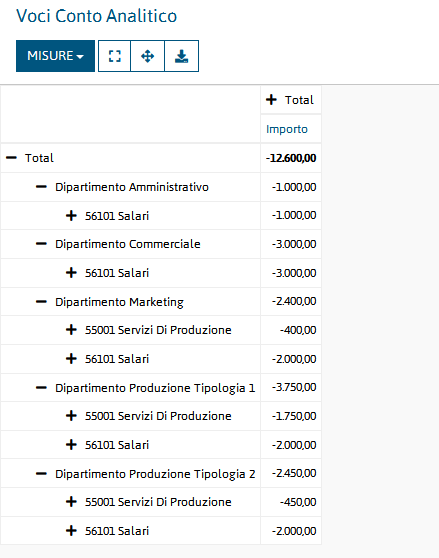 Voci Conto Analitico
MISURE
Total
Importo
Total -12.600,00
Dipartimento Amministrativo -1.000,00
56101 Salari -1.000,00
Dipartimento Commerciale -3.000,00
56101 Salari -3.000,00
Dipartimento Marketing -2.400,00
55001 Servizi Di Produzione -400,00
56101 Salari -2.000,00
Dipartimento Produzione Tipologia 1 -3.750,00
55001 Servizi Di Produzione -1.750,00
56101 Salari -2.000,00
Dipartimento Produzione Tipologia 2 -2.450,00
55001 Servizi Di Produzione -450,00
56101 Salari -2.000,00